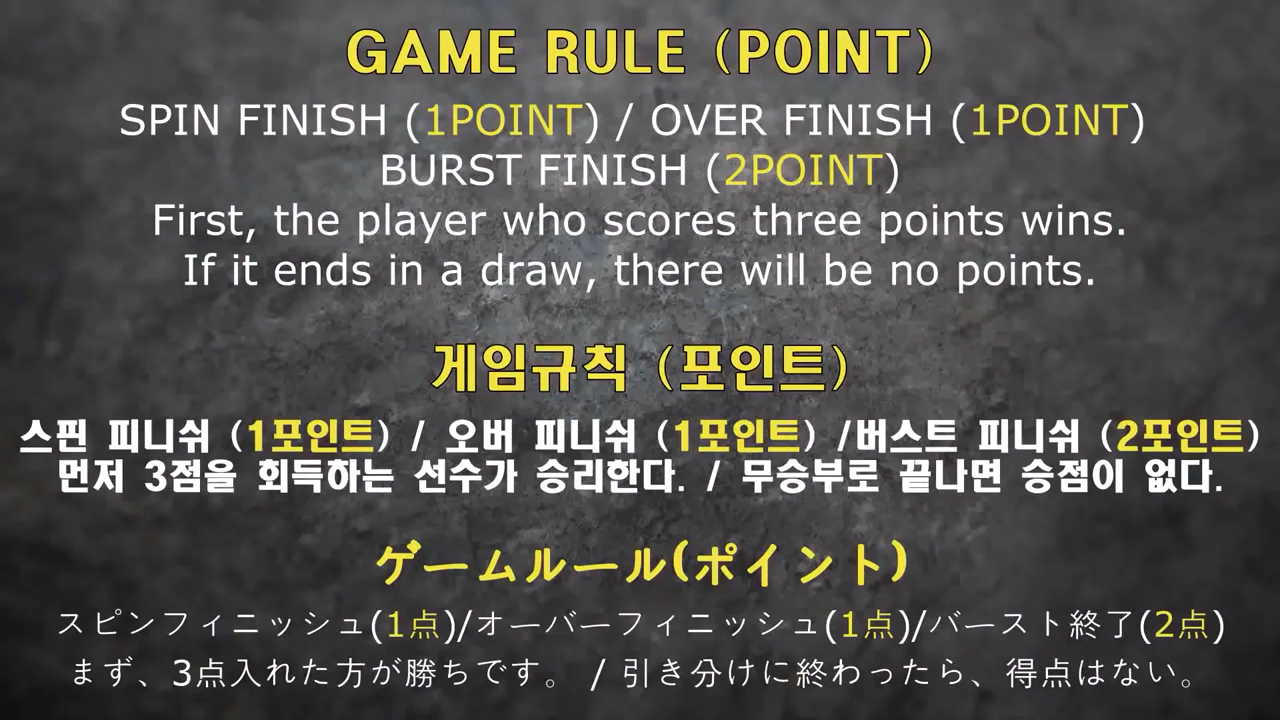 GAME RULE (POINT)
SPIN FINISH (1POINT) / OVER FINISH (1POINT)
BURST FINISH (2POINT)
First, the player who scores three points wins.
If it ends in a draw, there will be no points.
게임규칙 (포인트)
스핀 피니쉬 (1포인트) / 오버 피니쉬 (1포인트) /버스트 피니쉬 (2포인트)
먼저 3점을 회득하는 선수가 승리한다. / 무승부로 끝나면 승점이 없다.
ゲームルール(ポイント)
スピンフィニッシュ(1点)/オーバーフィニッシュ(1点)/バースト終了(2点)
まず、3点入れた方が勝ちです。 / 引き分けに終わったら、得点はない。